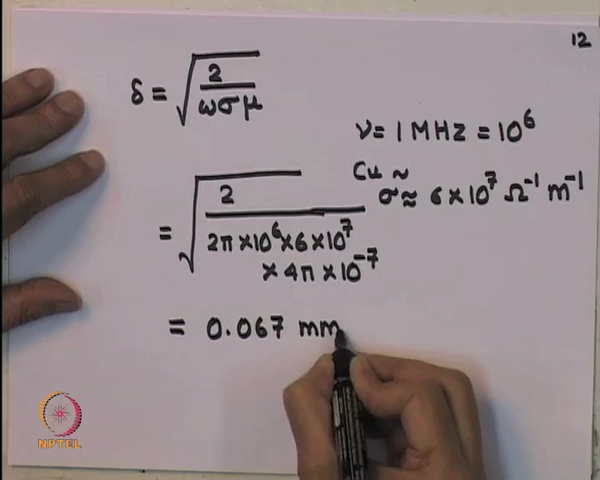 12
δ = √(2/ωσμ)
ν = 1 MHZ = 10⁶
Cu ~
σ ≈ 6×10⁷ Ω⁻¹ m⁻¹
= √(2/2π×10⁶×6×10⁷×4π×10⁻⁷)
= 0.067 mm
NPTEL